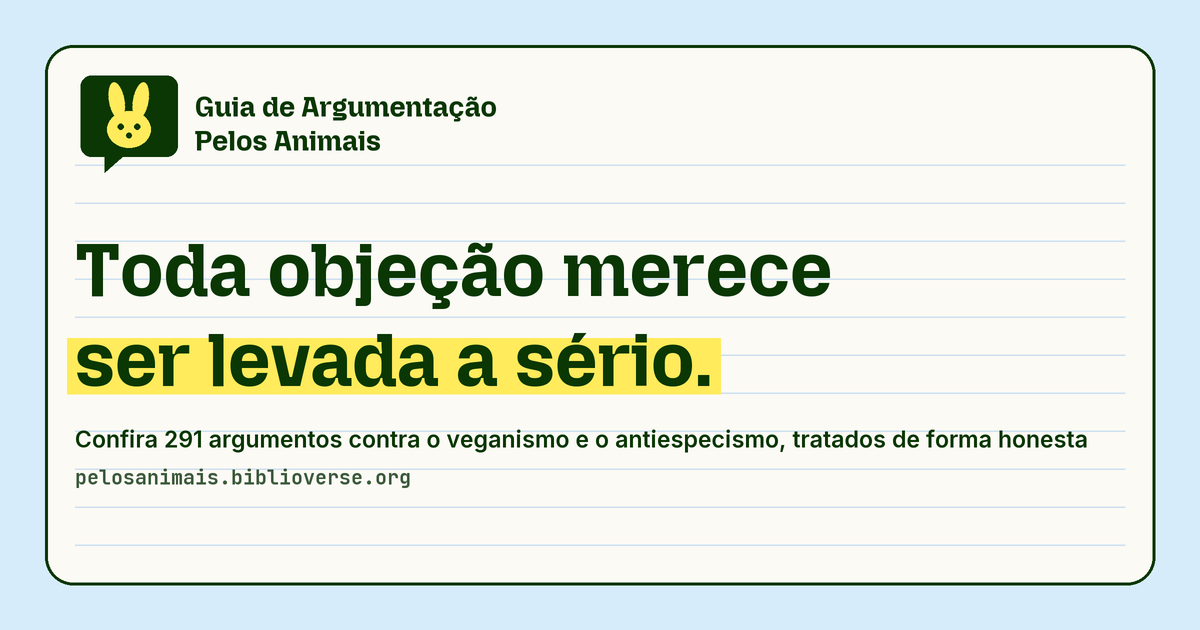 Guia de Argumentação
Pelos Animais
Toda objeção merece
ser levada a sério.
Confira 291 argumentos contra o veganismo e o antiespecismo, tratados de forma honesta
pelosanimais.biblioverse.org